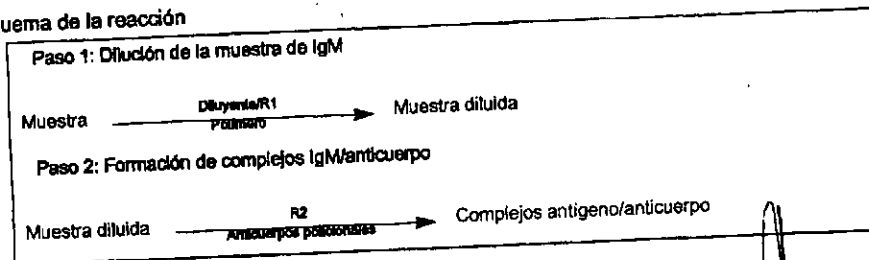 uema de la reacción
Paso 1: Dilución de la muestra de IgM
Diluyente/R1
Muestra Muestra diluida
Polímero
Paso 2: Formación de complejos IgM/anticuerpo
R2
Muestra diluida Complejos antígeno/anticuerpo
Anticuerpos policlonales